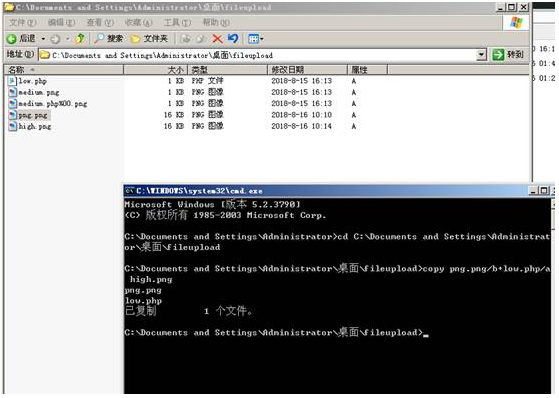 C:\Documents and Settings\Administrator\桌面\fileupload
文件(F) 编辑(E) 查看(V) 收藏(A) 工具(T) 帮助(H)
后退 搜索 文件夹
地址(D) C:\Documents and Settings\Administrator\桌面\fileupload 转到
名称 大小 类型 修改日期 属性
low.php 1 KB PHP 文件 2018-8-15 16:13 A
medium.png 1 KB PNG 图像 2018-8-15 16:13 A
medium.php%00.png 1 KB PNG 图像 2018-8-15 16:13 A
png.png 16 KB PNG 图像 2018-8-16 10:10 A
high.png 16 KB PNG 图像 2018-8-16 10:14 A
C:\WINDOWS\system32\cmd.exe
Microsoft Windows [版本 5.2.3790]
(C) 版权所有 1985-2003 Microsoft Corp.
C:\Documents and Settings\Administrator>cd C:\Documents and Settings\Administrat
or\桌面\fileupload
C:\Documents and Settings\Administrator\桌面\fileupload>copy png.png/b+low.php/a
high.png
png.png
low.php
已复制 1 个文件。
C:\Documents and Settings\Administrator\桌面\fileupload>